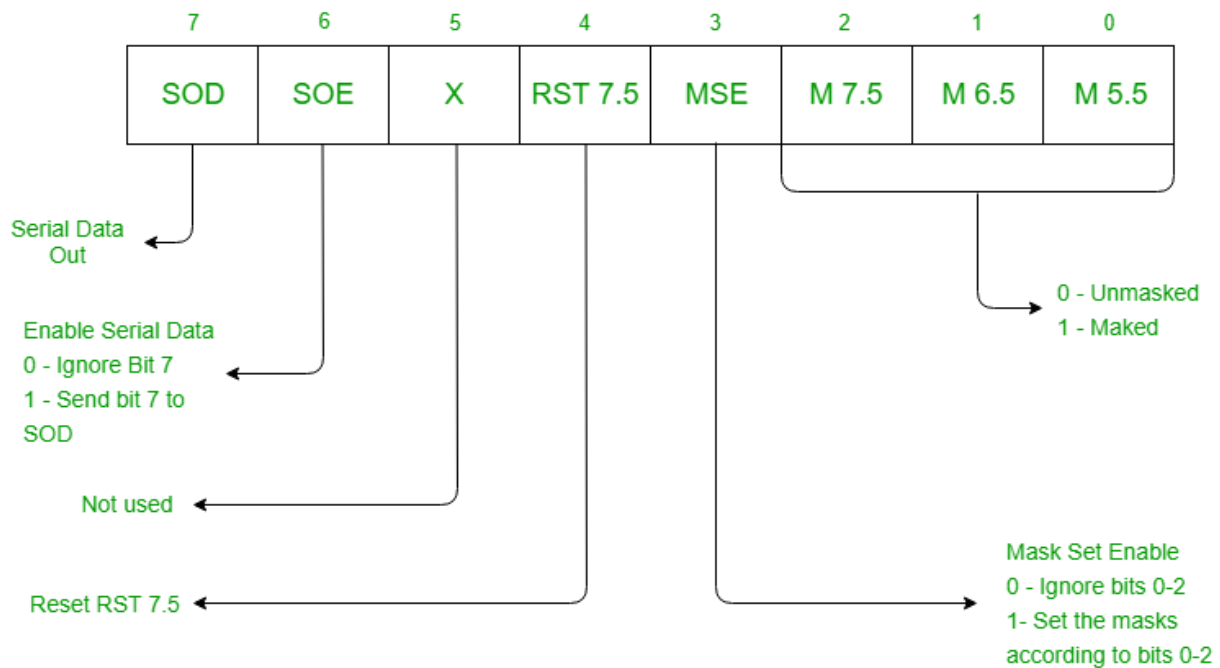 7 6 5 4 3 2 1 0
SOD SOE X RST 7.5 MSE M 7.5 M 6.5 M 5.5
Serial Data
Out
0 - Unmasked
1 - Maked
Enable Serial Data
0 - Ignore Bit 7
1 - Send bit 7 to
SOD
Not used
Reset RST 7.5
Mask Set Enable
0 - Ignore bits 0-2
1- Set the masks
according to bits 0-2